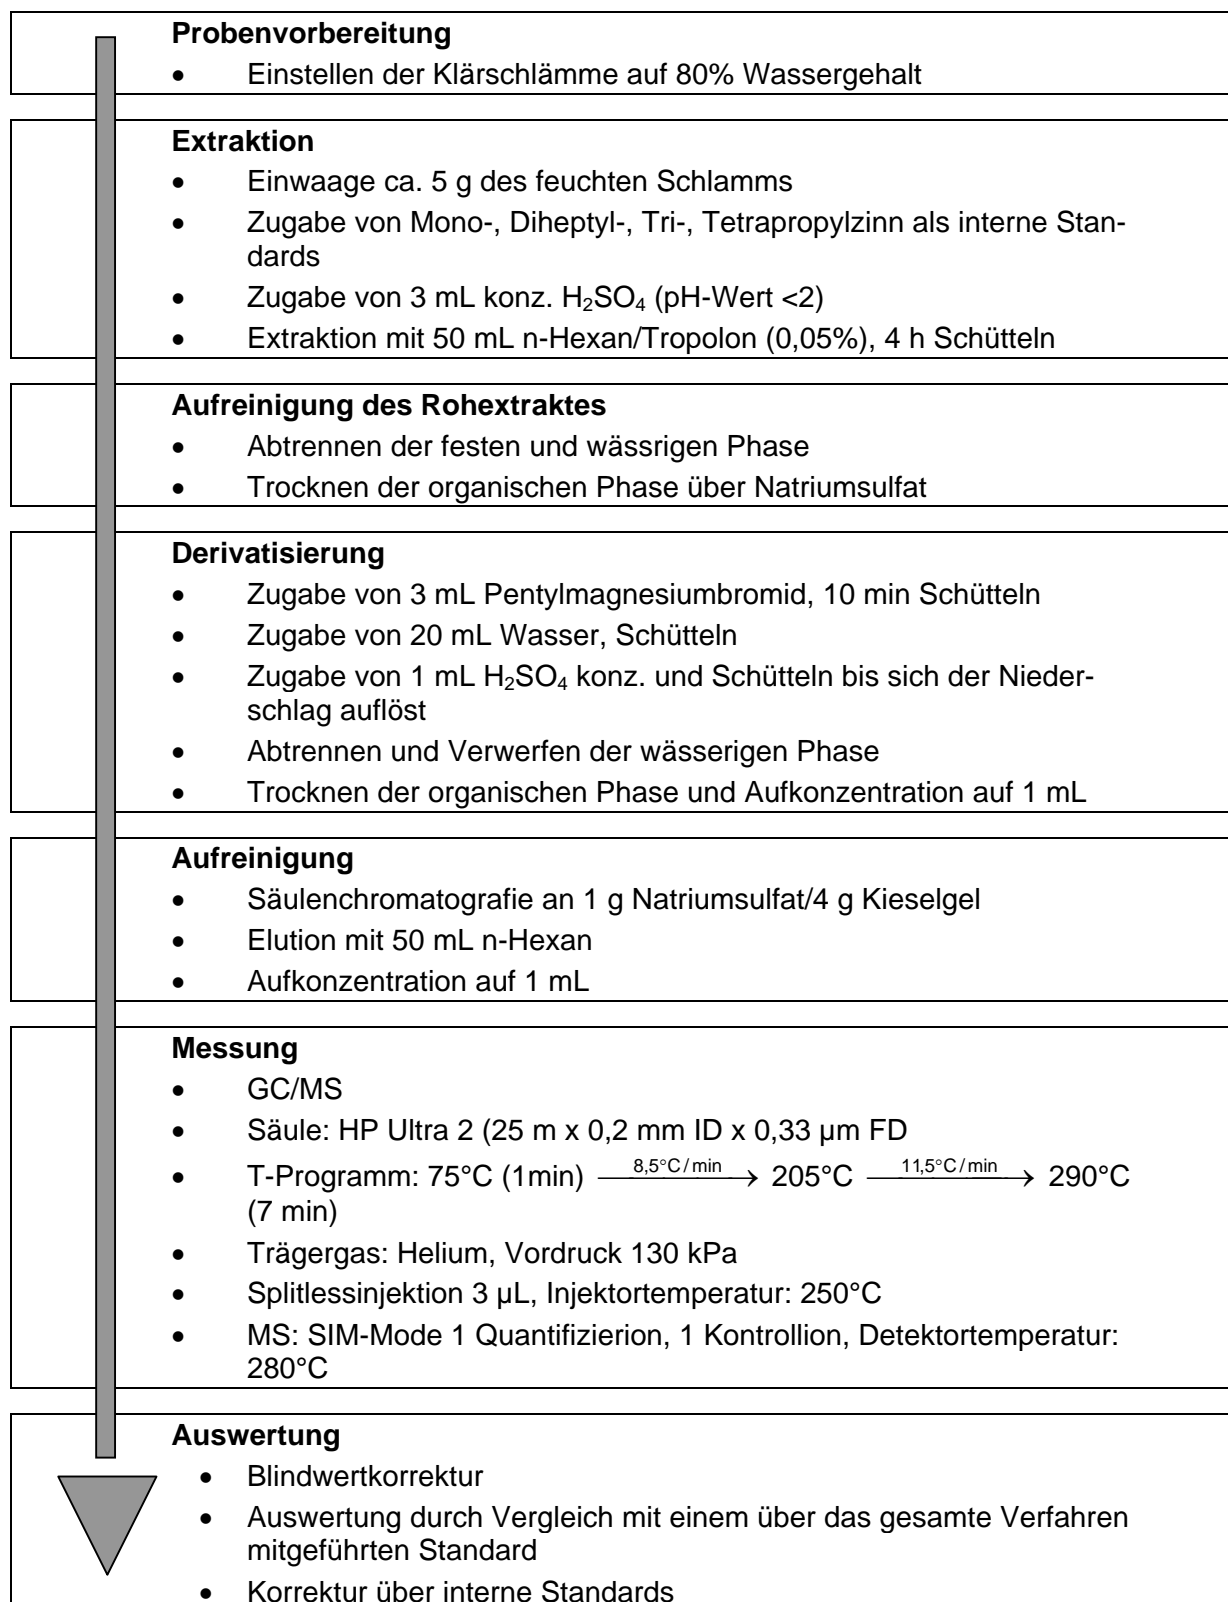 Probenvorbereitung
• Einstellen der Klärschlämme auf 80% Wassergehalt
Extraktion
• Einwaage ca. 5 g des feuchten Schlamms
• Zugabe von Mono-, Diheptyl-, Tri-, Tetrapropylzinn als interne Stan-
dards
• Zugabe von 3 mL konz. H₂SO₄ (pH-Wert <2)
• Extraktion mit 50 mL n-Hexan/Tropolon (0,05%), 4 h Schütteln
Aufreinigung des Rohextraktes
• Abtrennen der festen und wässrigen Phase
• Trocknen der organischen Phase über Natriumsulfat
Derivatisierung
• Zugabe von 3 mL Pentylmagnesiumbromid, 10 min Schütteln
• Zugabe von 20 mL Wasser, Schütteln
• Zugabe von 1 mL H₂SO₄ konz. und Schütteln bis sich der Nieder-
schlag auflöst
• Abtrennen und Verwerfen der wässerigen Phase
• Trocknen der organischen Phase und Aufkonzentration auf 1 mL
Aufreinigung
• Säulenchromatografie an 1 g Natriumsulfat/4 g Kieselgel
• Elution mit 50 mL n-Hexan
• Aufkonzentration auf 1 mL
Messung
• GC/MS
• Säule: HP Ultra 2 (25 m x 0,2 mm ID x 0,33 µm FD
• T-Programm: 75°C (1min) 8,5°C/min → 205°C 11,5°C/min → 290°C
(7 min)
• Trägergas: Helium, Vordruck 130 kPa
• Splitlessinjektion 3 µL, Injektortemperatur: 250°C
• MS: SIM-Mode 1 Quantifizierion, 1 Kontrollion, Detektortemperatur:
280°C
Auswertung
• Blindwertkorrektur
• Auswertung durch Vergleich mit einem über das gesamte Verfahren
mitgeführten Standard
• Korrektur über interne Standards